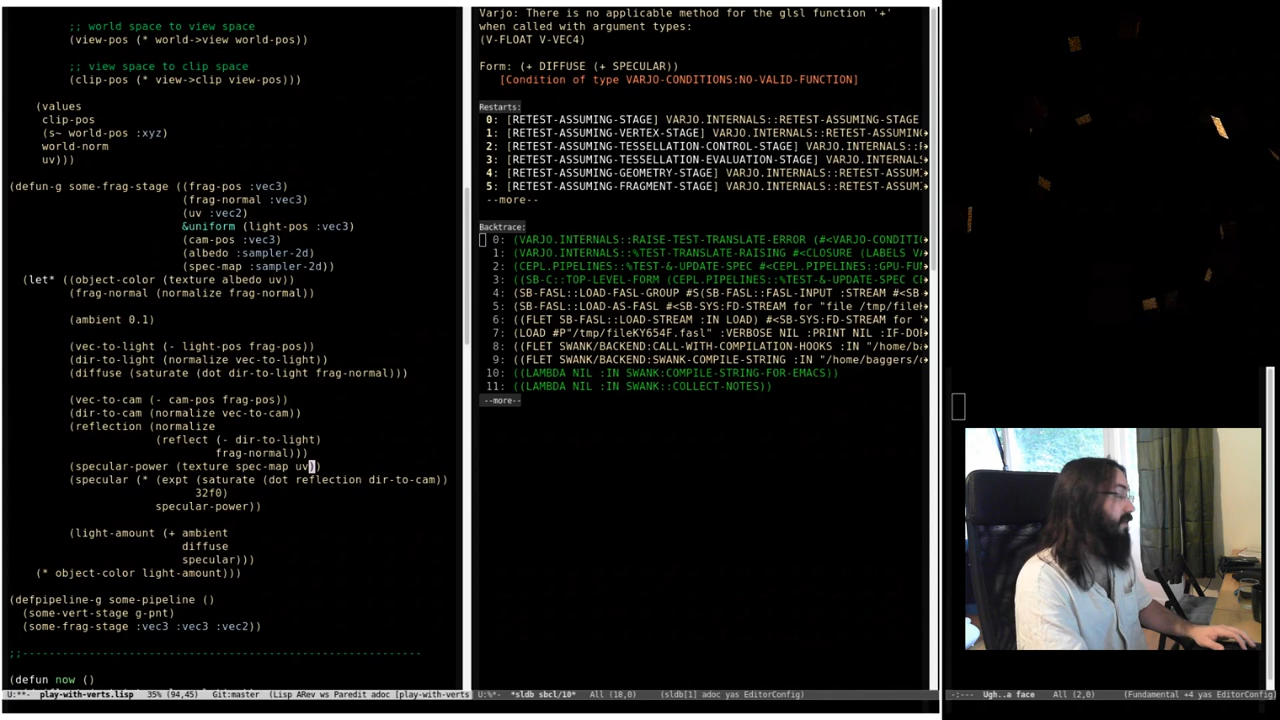 ;; world space to view space
(view-pos (* world->view world-pos))
;; view space to clip space
(clip-pos (* view->clip view-pos)))
(values
clip-pos
(s~ world-pos :xyz)
world-norm
uv)))
(defun-g some-frag-stage ((frag-pos :vec3)
(frag-normal :vec3)
(uv :vec2)
&uniform (light-pos :vec3)
(cam-pos :vec3)
(albedo :sampler-2d)
(spec-map :sampler-2d))
(let* ((object-color (texture albedo uv))
(frag-normal (normalize frag-normal))
(ambient 0.1)
(vec-to-light (- light-pos frag-pos))
(dir-to-light (normalize vec-to-light))
(diffuse (saturate (dot dir-to-light frag-normal)))
(vec-to-cam (- cam-pos frag-pos))
(dir-to-cam (normalize vec-to-cam))
(reflection (normalize
(reflect (- dir-to-light)
frag-normal)))
(specular-power (texture spec-map uv))
(specular (* (expt (saturate (dot reflection dir-to-cam))
32f0)
specular-power))
(light-amount (+ ambient
diffuse
specular)))
(* object-color light-amount)))
(defpipeline-g some-pipeline ()
(some-vert-stage g-pnt)
(some-frag-stage :vec3 :vec3 :vec2))
;;------------------------------------------------------------
(defun now ()
U:**- play-with-verts.lisp 35% (94,45) Git:master (Lisp ARev ws Paredit adoc [play-with-verts
Varjo: There is no applicable method for the glsl function '+'
when called with argument types:
(V-FLOAT V-VEC4)
Form: (+ DIFFUSE (+ SPECULAR))
[Condition of type VARJO-CONDITIONS:NO-VALID-FUNCTION]
Restarts:
0: [RETEST-ASSUMING-STAGE] VARJO.INTERNALS::RETEST-ASSUMING-STAGE
1: [RETEST-ASSUMING-VERTEX-STAGE] VARJO.INTERNALS::RETEST-ASSUMING
2: [RETEST-ASSUMING-TESSELLATION-CONTROL-STAGE] VARJO.INTERNALS::R
3: [RETEST-ASSUMING-TESSELLATION-EVALUATION-STAGE] VARJO.INTERNALS
4: [RETEST-ASSUMING-GEOMETRY-STAGE] VARJO.INTERNALS::RETEST-ASSUM
5: [RETEST-ASSUMING-FRAGMENT-STAGE] VARJO.INTERNALS::RETEST-ASSUM
--more--
Backtrace:
0: (VARJO.INTERNALS::RAISE-TEST-TRANSLATE-ERROR (#<VARJO-CONDITIO
1: (VARJO.INTERNALS::%TEST-TRANSLATE-RAISING #<CLOSURE (LABELS VA
2: (CEPL.PIPELINES::%TEST-&-UPDATE-SPEC #<CEPL.PIPELINES::GPU-FUN
3: ((SB-C::TOP-LEVEL-FORM (CEPL.PIPELINES::%TEST-&-UPDATE-SPEC CE
4: (SB-FASL::LOAD-FASL-GROUP #S(SB-FASL::FASL-INPUT :STREAM #<SB-
5: (SB-FASL::LOAD-AS-FASL #<SB-SYS:FD-STREAM for "file /tmp/fileK
6: ((FLET SB-FASL::LOAD-STREAM :IN LOAD) #<SB-SYS:FD-STREAM for "
7: (LOAD #P"/tmp/fileKY654F.fasl" :VERBOSE NIL :PRINT NIL :IF-DOE
8: ((FLET SWANK/BACKEND:CALL-WITH-COMPILATION-HOOKS :IN "/home/ba
9: ((FLET SWANK/BACKEND:SWANK-COMPILE-STRING :IN "/home/baggers/
10: ((LAMBDA NIL :IN SWANK:COMPILE-STRING-FOR-EMACS))
11: ((LAMBDA NIL :IN SWANK::COLLECT-NOTES))
--more--
U:%*- *sldb sbcl/10* All (18,0) (sldb[1] adoc yas EditorConfig)
-:--- Ugh..a face All (2,0) (Fundamental +4 yas EditorConfig)